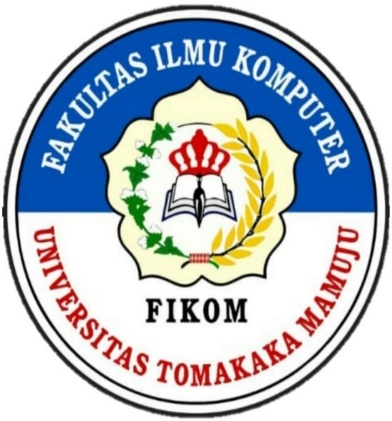 FAKULTAS ILMU KOMPUTER
FIKOM
UNIVERSITAS TOMAKAKA MAMUJU